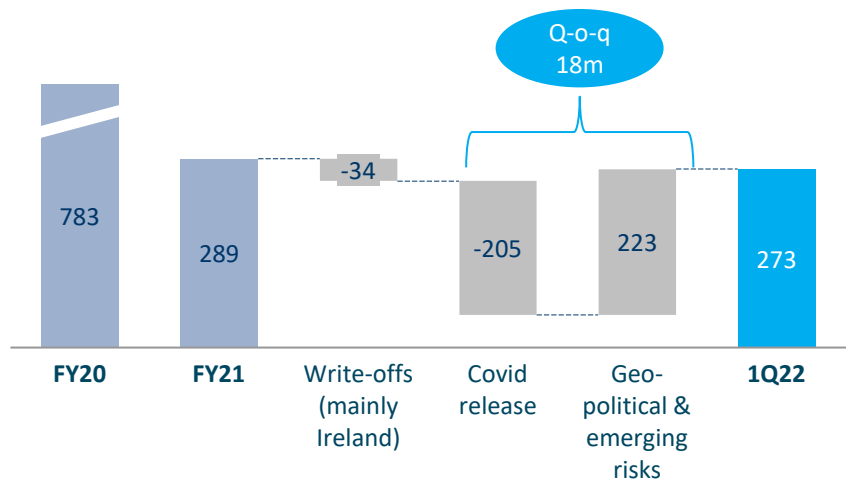 Q-o-q
18m
783
289
-34
-205
223
273
FY20
FY21
Write-offs
(mainly
Ireland)
Covid
release
Geo-
political &
emerging
risks
1Q22